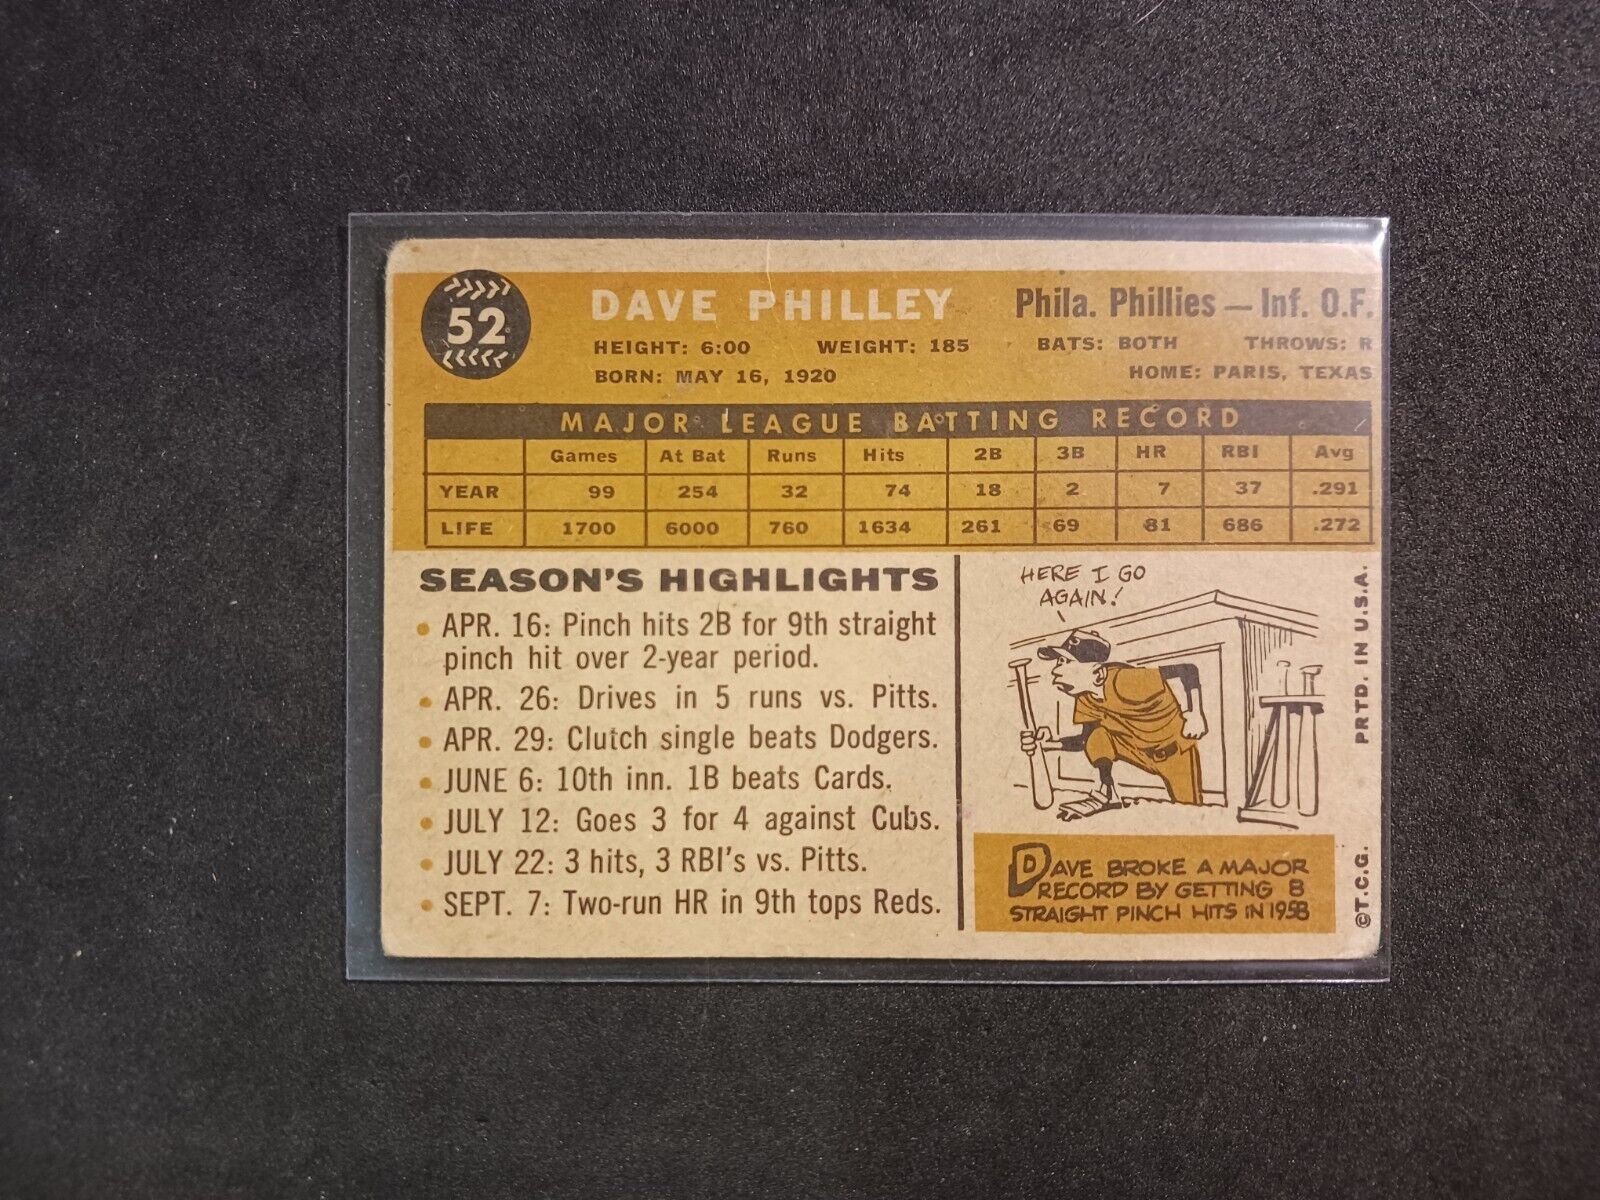 52
DAVE PHILLEY Phila. Phillies — Inf. O.F.
HEIGHT: 6:00 WEIGHT: 185 BATS: BOTH THROWS: R
BORN: MAY 16, 1920 HOME: PARIS, TEXAS
MAJOR LEAGUE BATTING RECORD
Games At Bat Runs Hits 2B 3B HR RBI Avg
YEAR 99 254 32 74 18 2 7 37 .291
LIFE 1700 6000 760 1634 261 69 81 686 .272
SEASON'S HIGHLIGHTS
• APR. 16: Pinch hits 2B for 9th straight
pinch hit over 2-year period.
• APR. 26: Drives in 5 runs vs. Pitts.
• APR. 29: Clutch single beats Dodgers.
• JUNE 6: 10th inn. 1B beats Cards.
• JULY 12: Goes 3 for 4 against Cubs.
• JULY 22: 3 hits, 3 RBI's vs. Pitts.
• SEPT. 7: Two-run HR in 9th tops Reds.
HERE I GO
AGAIN!
DAVE BROKE A MAJOR
RECORD BY GETTING 8
STRAIGHT PINCH HITS IN 1958
©T.C.G. PRTD. IN U.S.A.